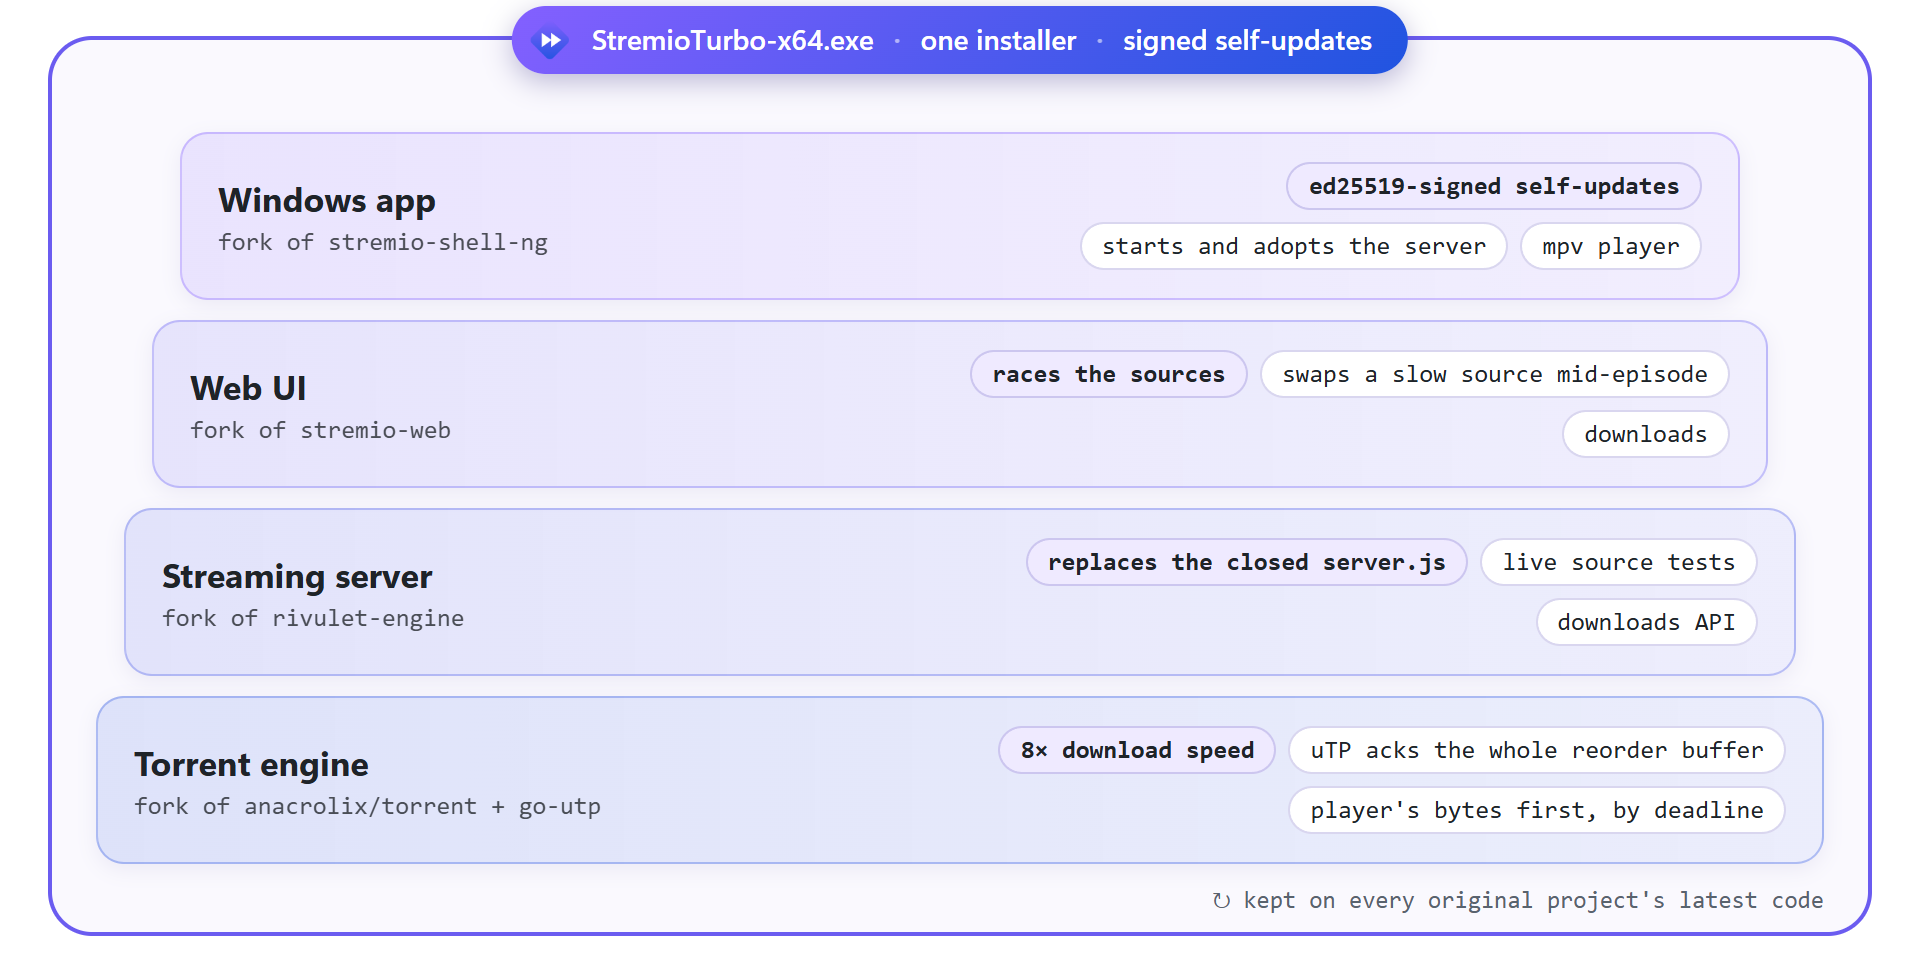 StremioTurbo-x64.exe · one installer · signed self-updates
Windows app
fork of stremio-shell-ng
ed25519-signed self-updates
starts and adopts the server
mpv player
Web UI
fork of stremio-web
races the sources
swaps a slow source mid-episode
downloads
Streaming server
fork of rivulet-engine
replaces the closed server.js
live source tests
downloads API
Torrent engine
fork of anacrolix/torrent + go-utp
8× download speed
uTP acks the whole reorder buffer
player's bytes first, by deadline
↻ kept on every original project's latest code